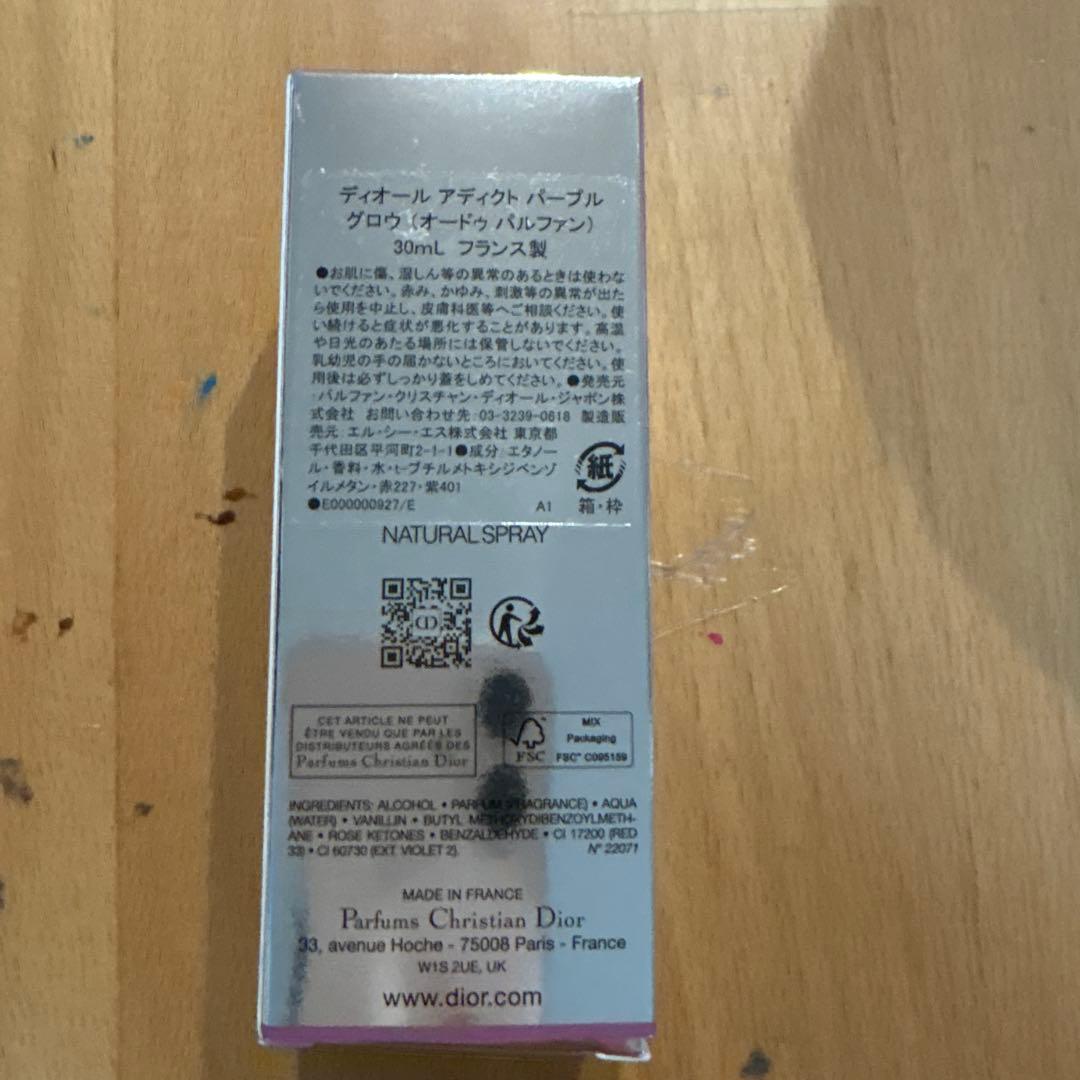 ディオール アディクト パープル
グロウ（オードゥ パルファン）
30mL フランス製
●お肌に傷、湿しん等の異常のあるときは使わな
いでください。赤み、かゆみ、刺激等の異常が出た
ら使用を中止し、皮膚科医等へご相談ください。使
い続けると症状が悪化することがあります。高温
や日光のあたる場所には保管しないでください。
乳幼児の手の届かないところにおいてください。使
用後は必ずしっかり蓋をしめてください。●発売元
:パルファン・クリスチャン・ディオール・ジャポン株
式会社 お問い合わせ先:03-3239-0618 製造販
売元:エル・シー・エス株式会社 東京都
千代田区平河町2-1-1●成分:エタノー
ル・香料・水・t-ブチルメトキシジベンゾ
イルメタン・赤227・紫401
●E000000927/E A1
紙
箱・枠
NATURAL SPRAY
CET ARTICLE NE PEUT
ÊTRE VENDU QUE PAR LES
DISTRIBUTEURS AGRÉÉS DES
Parfums Christian Dior
FSC
MIX
Packaging
FSC™ C095159
INGREDIENTS: ALCOHOL • PARFUM (FRAGRANCE) • AQUA
(WATER) • VANILLIN • BUTYL METHOXYDIBENZOYLMETH-
ANE • ROSE KETONES • BENZALDEHYDE • CI 17200 (RED
33) • CI 60730 (EXT. VIOLET 2). N° 22071
MADE IN FRANCE
Parfums Christian Dior
33, avenue Hoche - 75008 Paris - France
W1S 2UE, UK
www.dior.com